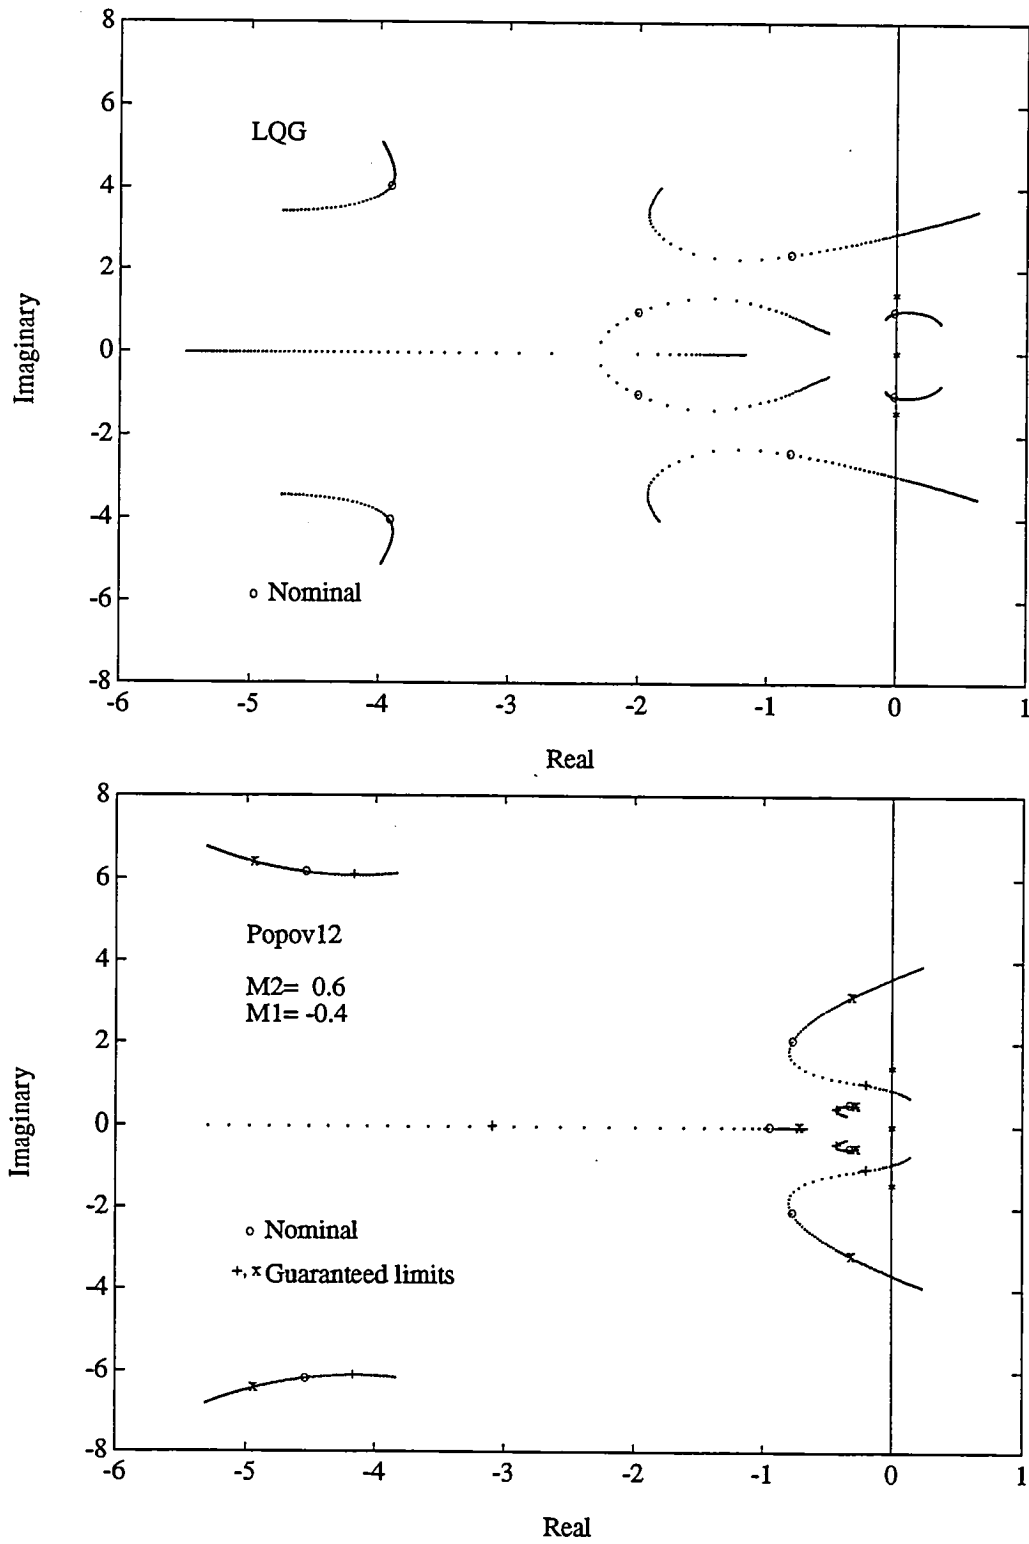 8
6
4
2
0
-2
-4
-6
-8
Imaginary
LQG
o Nominal
-6 -5 -4 -3 -2 -1 0 1
Real
8
6
4
2
0
-2
-4
-6
-8
Imaginary
Popov12
M2= 0.6
M1= -0.4
o Nominal
+, x Guaranteed limits
-6 -5 -4 -3 -2 -1 0 1
Real